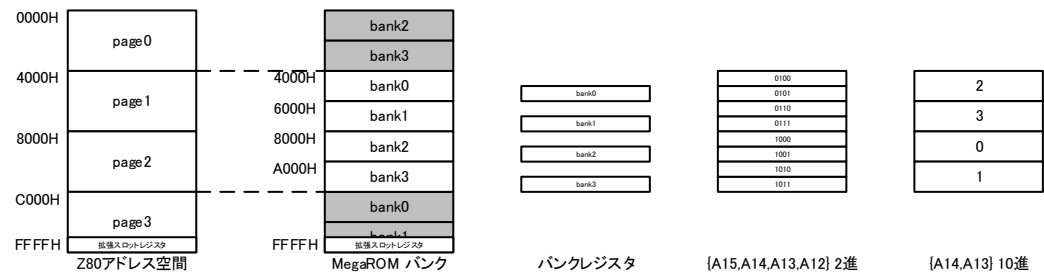 0000H
page0
4000H
page1
8000H
page2
C000H
page3
FFFFH
拡張スロットレジスタ
Z80アドレス空間
bank2
bank3
4000H
bank0
6000H
bank1
8000H
bank2
A000H
bank3
bank0
bank1
FFFFH
拡張スロットレジスタ
MegaROM バンク
bank0
bank1
bank2
bank3
バンクレジスタ
0100
0101
0110
0111
1000
1001
1010
1011
{A15,A14,A13,A12} 2進
2
3
0
1
{A14,A13} 10進